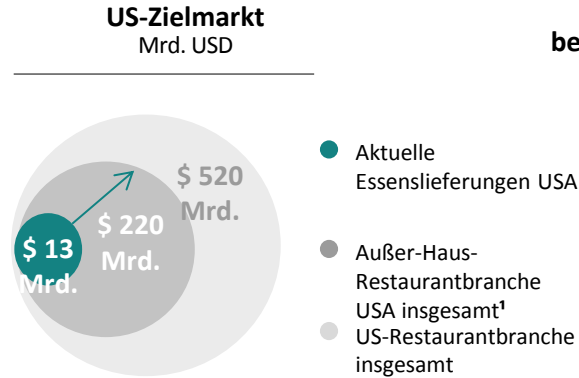 US-Zielmarkt
Mrd. USD
be
$ 520
Mrd.
$ 220
Mrd.
$ 13
Mrd.
Aktuelle
Essenslieferungen USA
Außer-Haus-
Restaurantbranche
USA insgesamt¹
US-Restaurantbranche
insgesamt